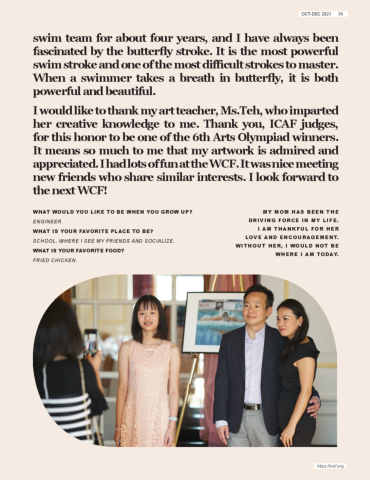 OCT-DEC 2021 35
swim team for about four years, and I have always been
fascinated by the butterfly stroke. It is the most powerful
swim stroke and one of the most difficult strokes to master.
When a swimmer takes a breath in butterfly, it is both
powerful and beautiful.
I would like to thank my art teacher, Ms.Teh, who imparted
her creative knowledge to me. Thank you, ICAF judges,
for this honor to be one of the 6th Arts Olympiad winners.
It means so much to me that my artwork is admired and
appreciated. I had lots of fun at the WCF. It was nice meeting
new friends who share similar interests. I look forward to
the next WCF!
WHAT WOULD YOU LIKE TO BE WHEN YOU GROW UP?
ENGINEER.
WHAT IS YOUR FAVORITE PLACE TO BE?
SCHOOL, WHERE I SEE MY FRIENDS AND SOCIALIZE.
WHAT IS YOUR FAVORITE FOOD?
FRIED CHICKEN.
MY MOM HAS BEEN THE
DRIVING FORCE IN MY LIFE.
I AM THANKFUL FOR HER
LOVE AND ENCOURAGEMENT.
WITHOUT HER, I WOULD NOT BE
WHERE I AM TODAY.
https://icaf.org